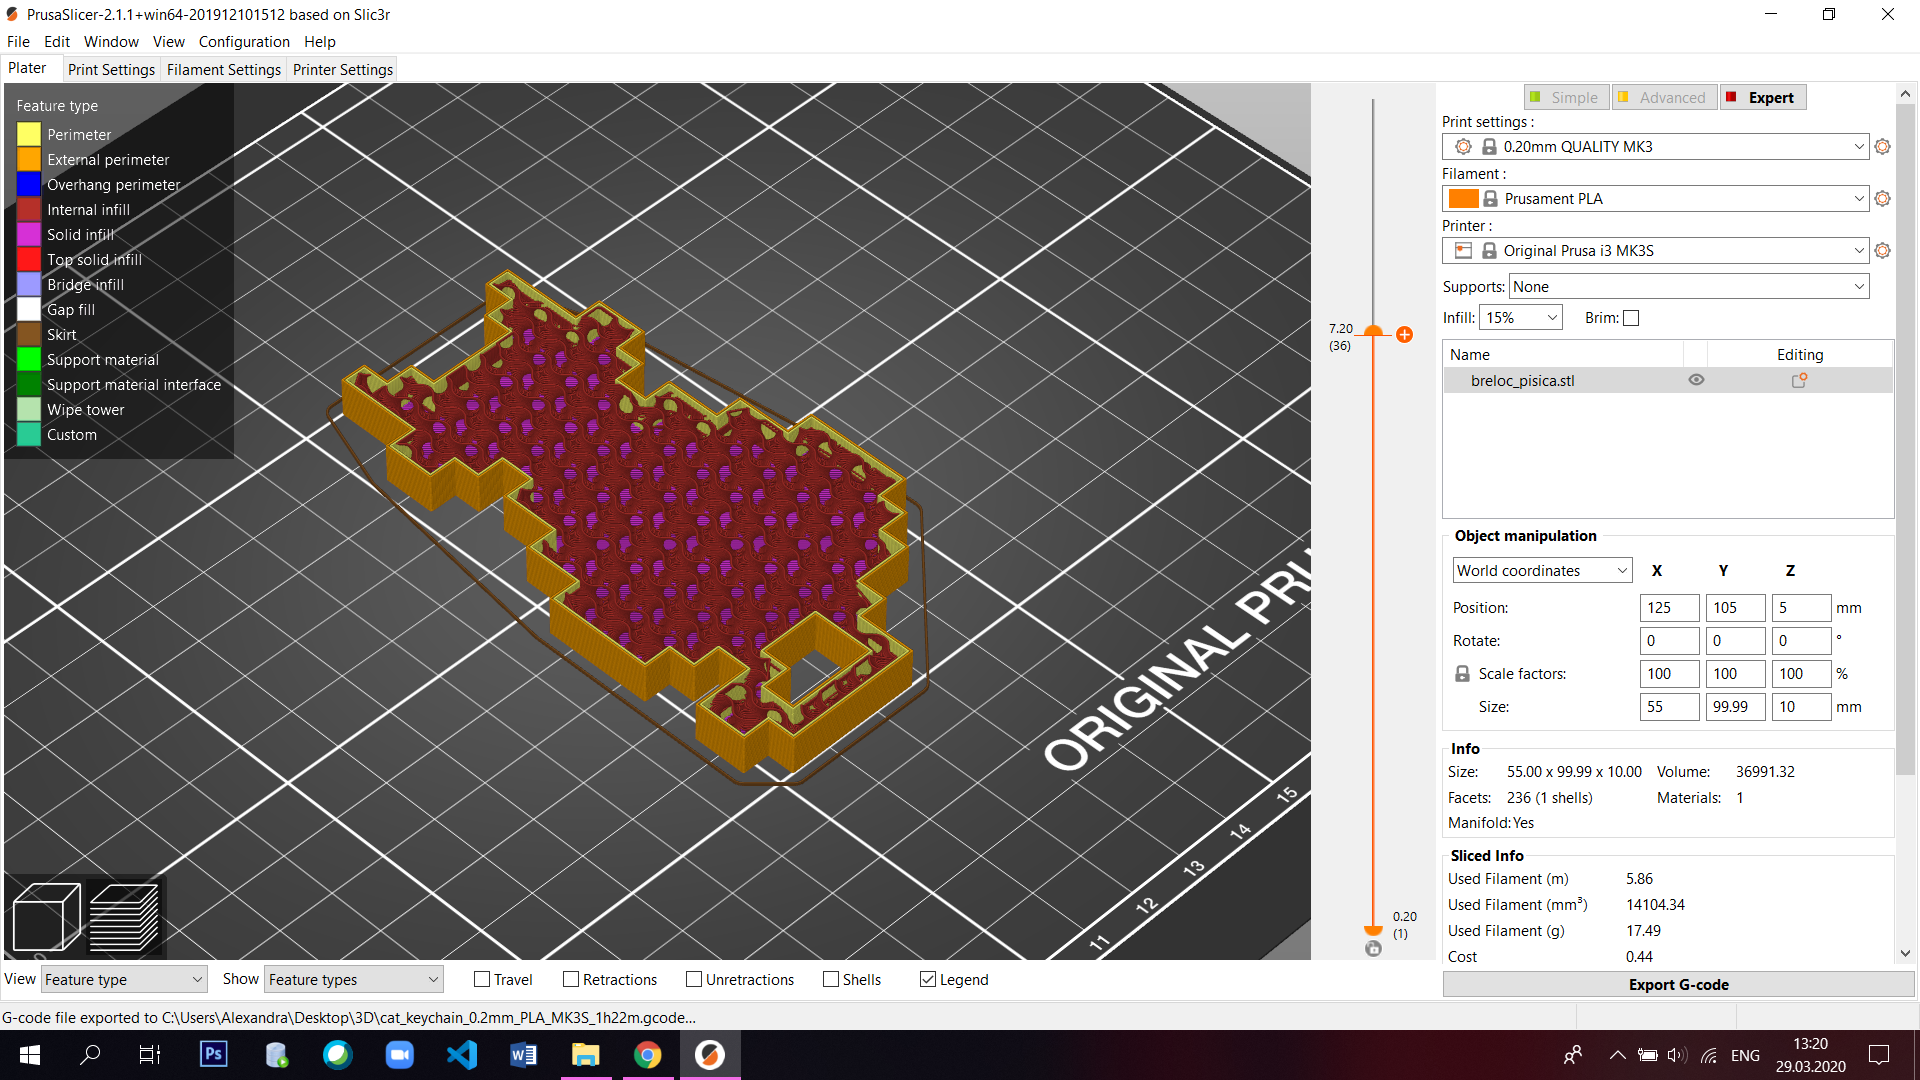 PrusaSlicer-2.1.1+win64-201912101512 based on Slic3r
File Edit Window View Configuration Help
Plater Print Settings Filament Settings Printer Settings
Feature type
Perimeter
External perimeter
Overhang perimeter
Internal infill
Solid infill
Top solid infill
Bridge infill
Gap fill
Skirt
Support material
Support material interface
Wipe tower
Custom
ORIGINAL PRU
15
14
13
12
11
0
7.20
(36)
0.20
(1)
Simple Advanced Expert
Print settings :
0.20mm QUALITY MK3
Filament :
Prusament PLA
Printer :
Original Prusa i3 MK3S
Supports: None
Infill: 15% Brim:
Name Editing
breloc_pisica.stl
Object manipulation
World coordinates X Y Z
Position: 125 105 5 mm
Rotate: 0 0 0 °
Scale factors: 100 100 100 %
Size: 55 99.99 10 mm
Info
Size: 55.00 x 99.99 x 10.00 Volume: 36991.32
Facets: 236 (1 shells) Materials: 1
Manifold: Yes
Sliced Info
Used Filament (m) 5.86
Used Filament (mm³) 14104.34
Used Filament (g) 17.49
Cost 0.44
Export G-code
View Feature type Show Feature types Travel Retractions Unretractions Shells Legend
G-code file exported to C:\Users\Alexandra\Desktop\3D\cat_keychain_0.2mm_PLA_MK3S_1h22m.gcode...
Ps
ENG
13:20
29.03.2020